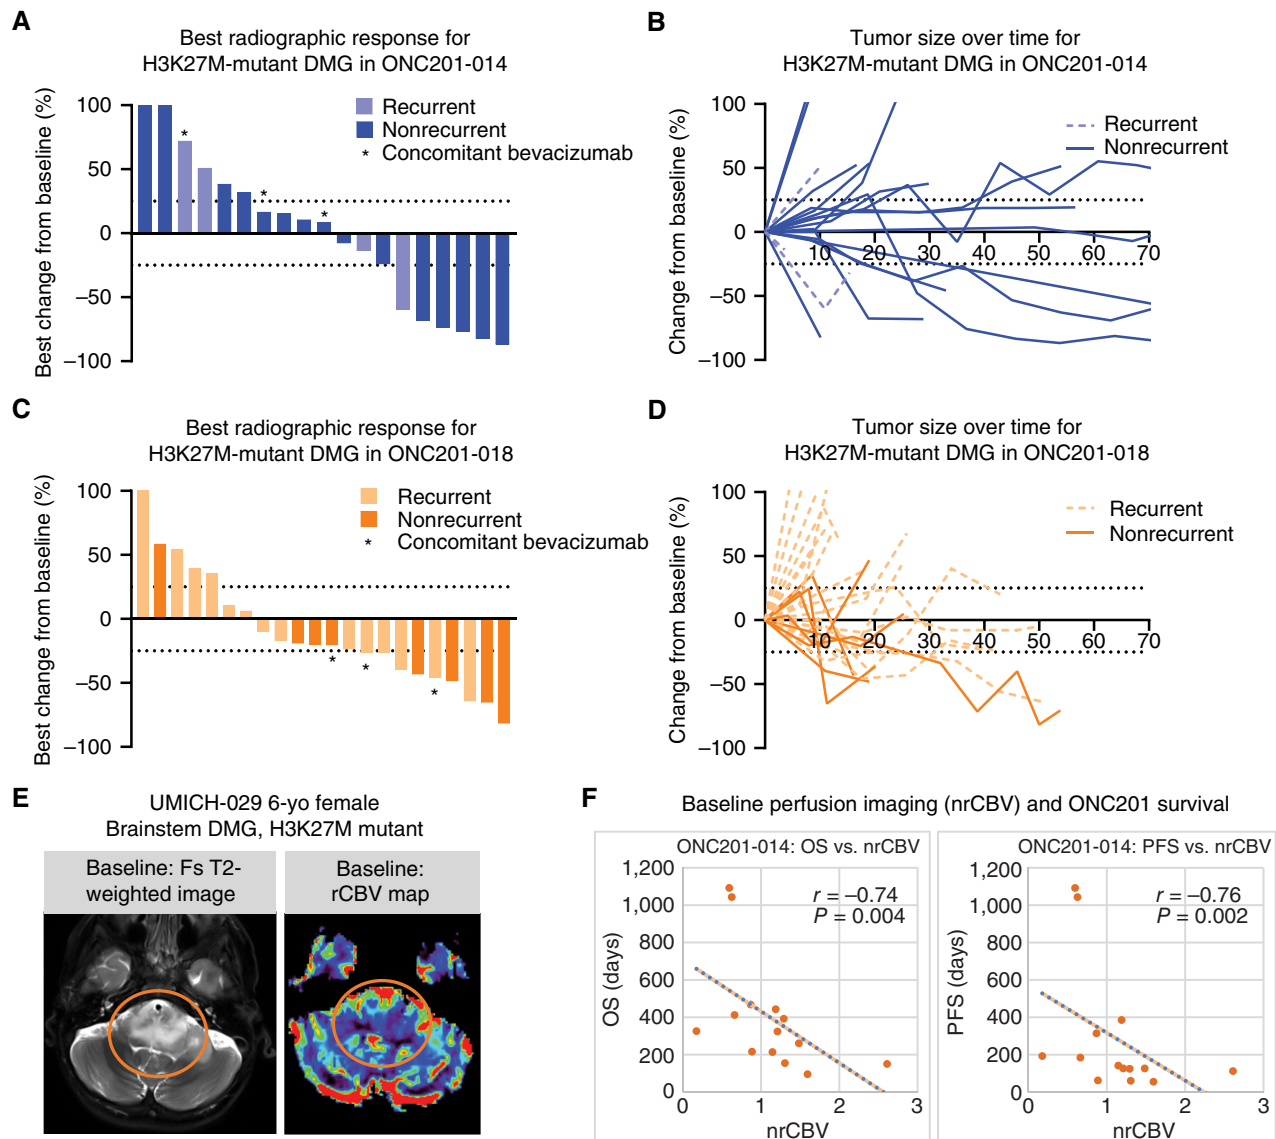 A
Best radiographic response for
H3K27M-mutant DMG in ONC201-014
Best change from baseline (%)
100
50
0
–50
–100
Recurrent
Nonrecurrent
* Concomitant bevacizumab
*
*
*
B
Tumor size over time for
H3K27M-mutant DMG in ONC201-014
Change from baseline (%)
100
50
0
–50
–100
10 20 30 40 50 60 70
Recurrent
Nonrecurrent
C
Best radiographic response for
H3K27M-mutant DMG in ONC201-018
Best change from baseline (%)
100
50
0
–50
–100
Recurrent
Nonrecurrent
* Concomitant bevacizumab
*
*
*
D
Tumor size over time for
H3K27M-mutant DMG in ONC201-018
Change from baseline (%)
100
50
0
–50
–100
10 20 30 40 50 60 70
Recurrent
Nonrecurrent
E
UMICH-029 6-yo female
Brainstem DMG, H3K27M mutant
Baseline: Fs T2-
weighted image
Baseline:
rCBV map
F
Baseline perfusion imaging (nrCBV) and ONC201 survival
ONC201-014: OS vs. nrCBV
r = –0.74
P = 0.004
OS (days)
1,200
1,000
800
600
400
200
0
0 1 2 3
nrCBV
ONC201-014: PFS vs. nrCBV
r = –0.76
P = 0.002
PFS (days)
1,200
1,000
800
600
400
200
0
0 1 2 3
nrCBV